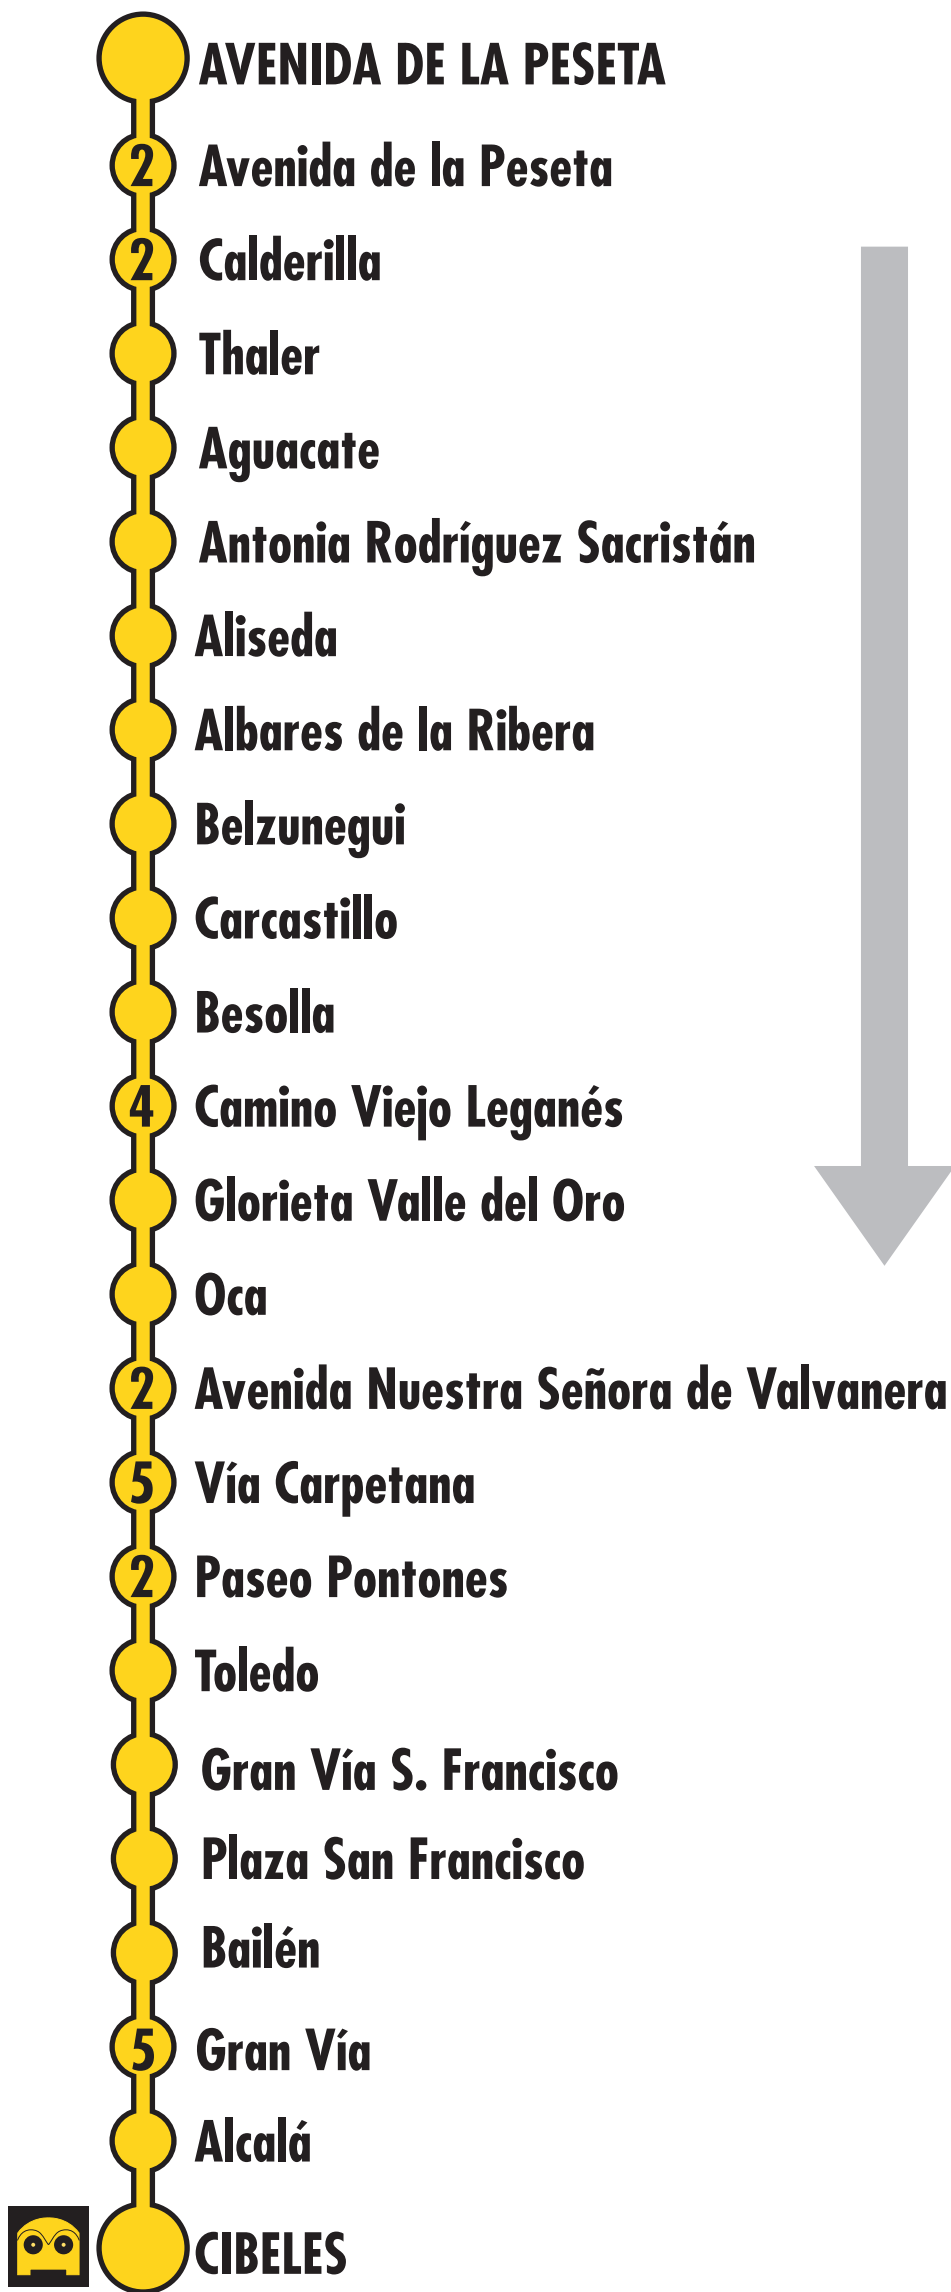 AVENIDA DE LA PESETA
2 Avenida de la Peseta
2 Calderilla
Thaler
Aguacate
Antonia Rodríguez Sacristán
Aliseda
Albares de la Ribera
Belzunegui
Carcastillo
Besolla
4 Camino Viejo Leganés
Glorieta Valle del Oro
Oca
2 Avenida Nuestra Señora de Valvanera
5 Vía Carpetana
2 Paseo Pontones
Toledo
Gran Vía S. Francisco
Plaza San Francisco
Bailén
5 Gran Vía
Alcalá
CIBELES